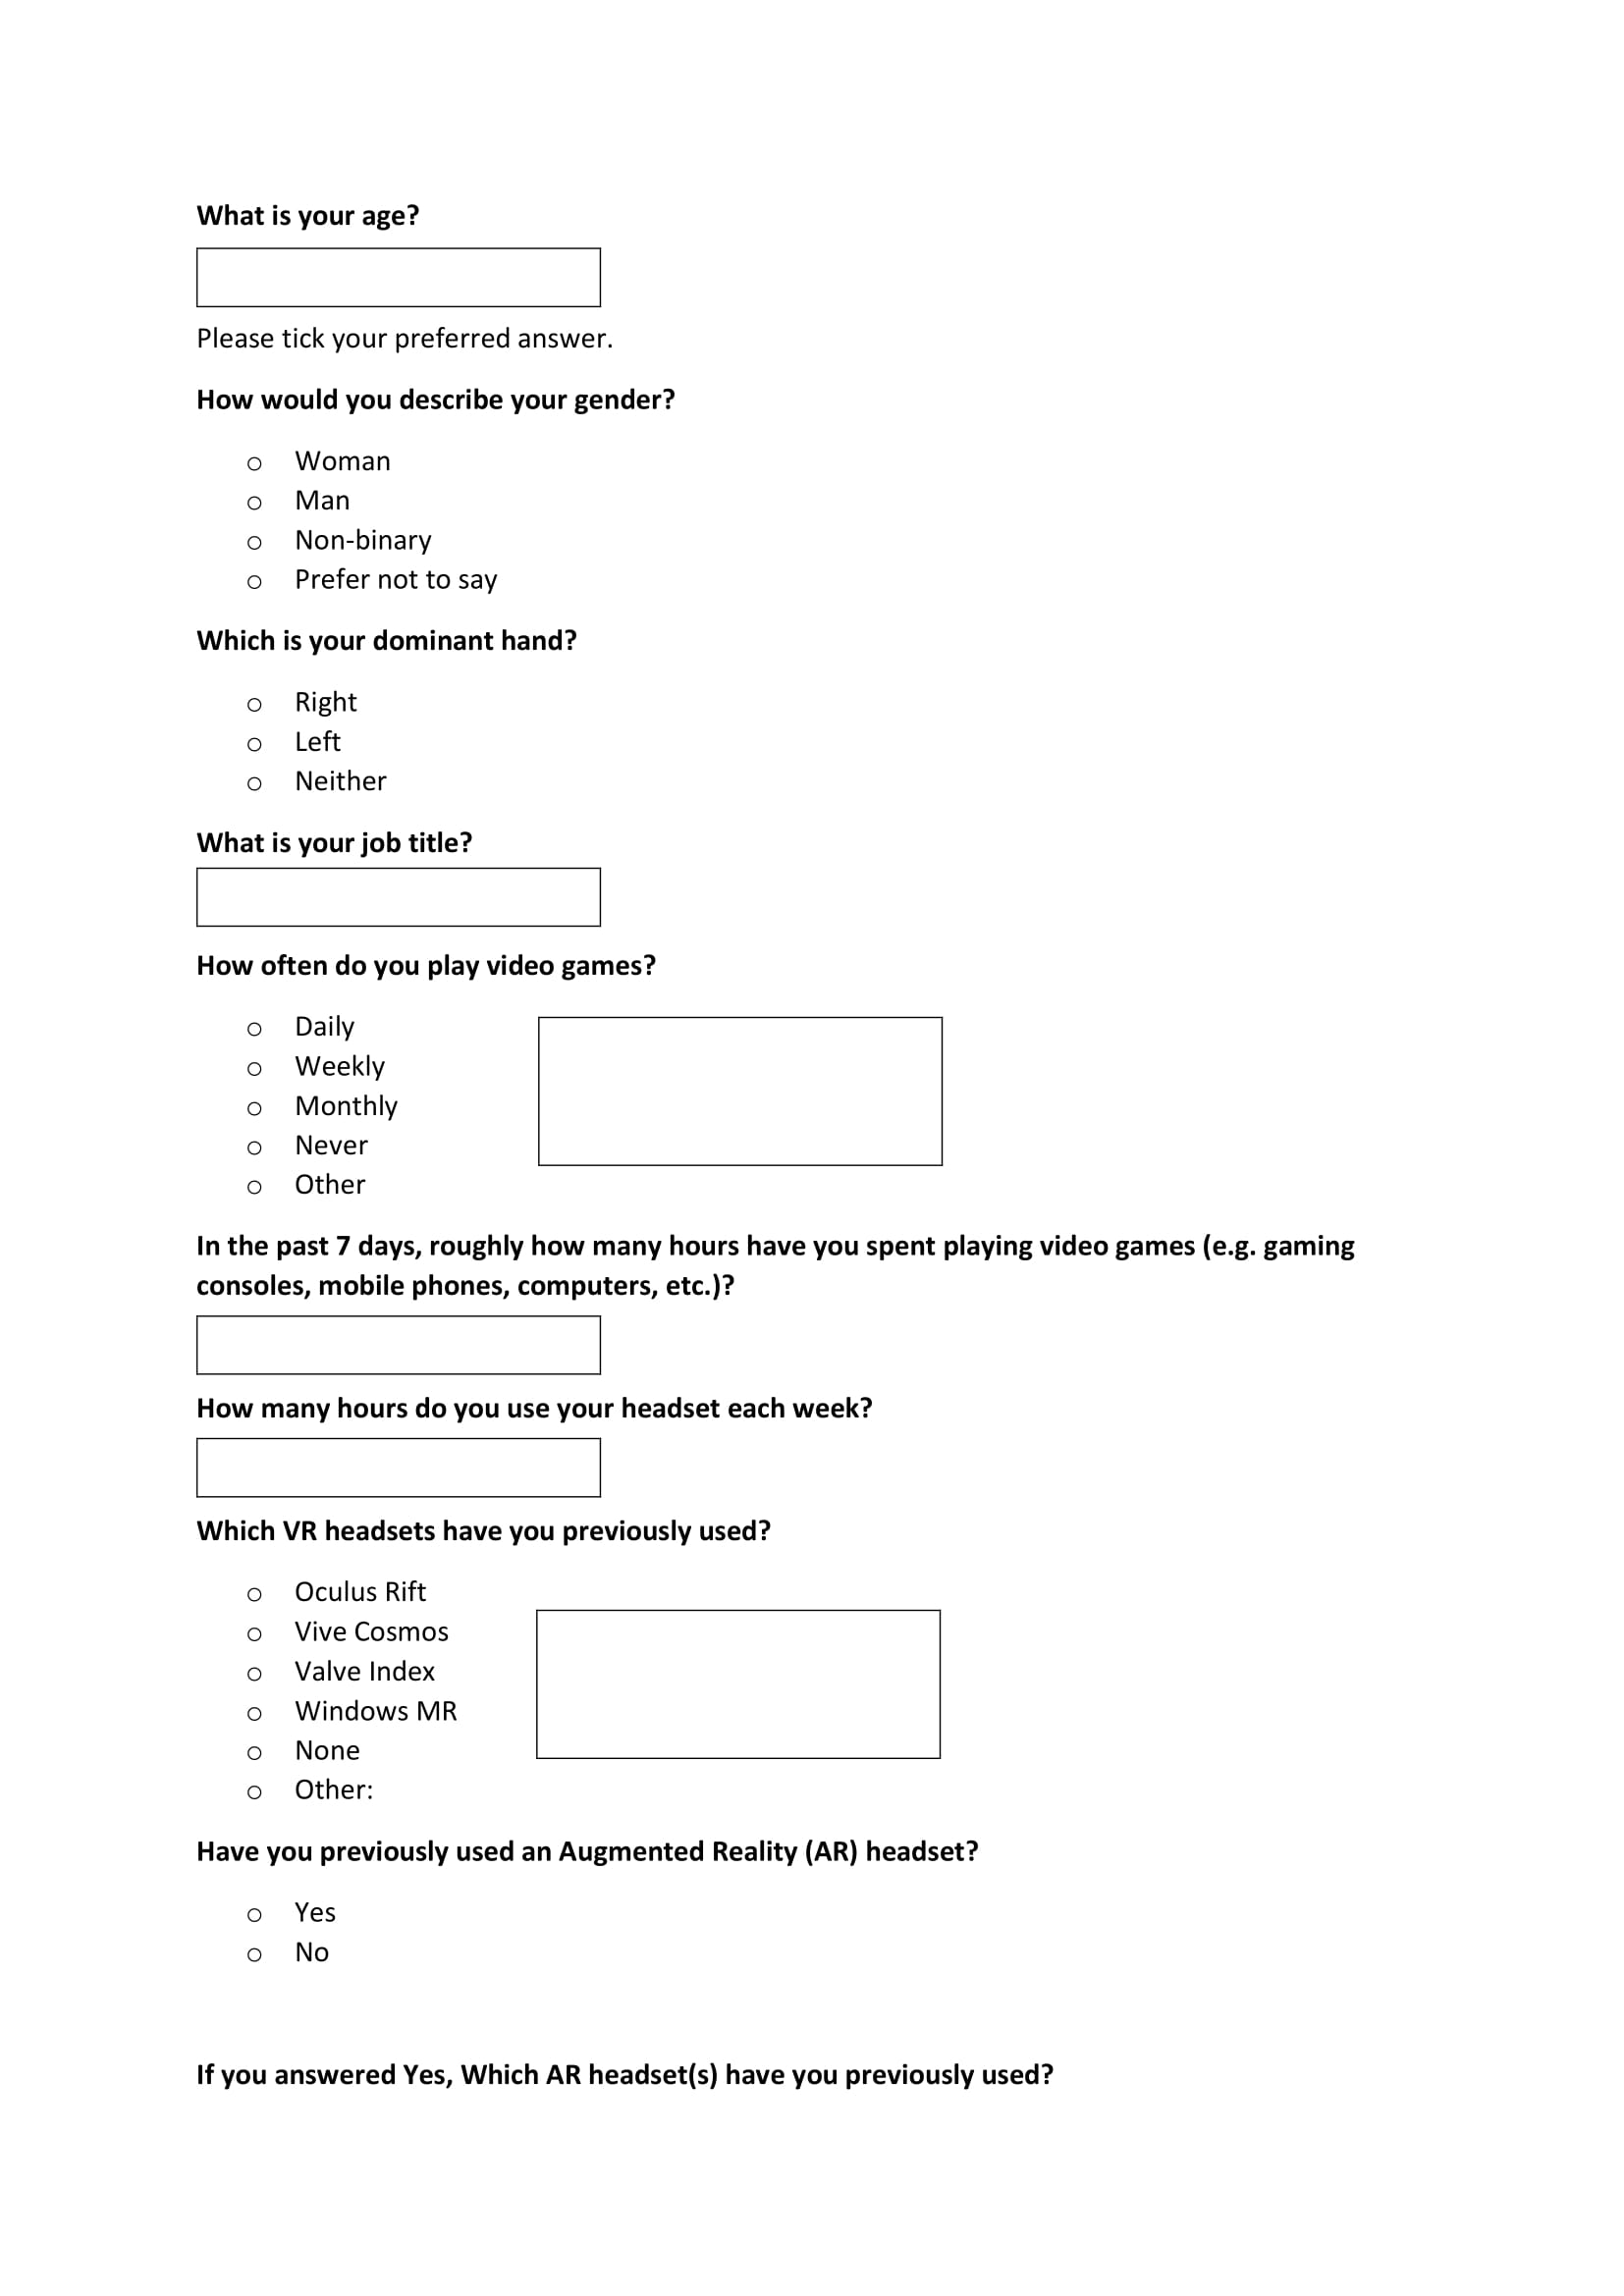 What is your age?
Please tick your preferred answer.
How would you describe your gender?
Woman
Man
Non-binary
Prefer not to say
Which is your dominant hand?
Right
Left
Neither
What is your job title?
How often do you play video games?
Daily
Weekly
Monthly
Never
Other
In the past 7 days, roughly how many hours have you spent playing video games (e.g. gaming
consoles, mobile phones, computers, etc.)?
How many hours do you use your headset each week?
Which VR headsets have you previously used?
Oculus Rift
Vive Cosmos
Valve Index
Windows MR
None
Other:
Have you previously used an Augmented Reality (AR) headset?
Yes
No
If you answered Yes, Which AR headset(s) have you previously used?